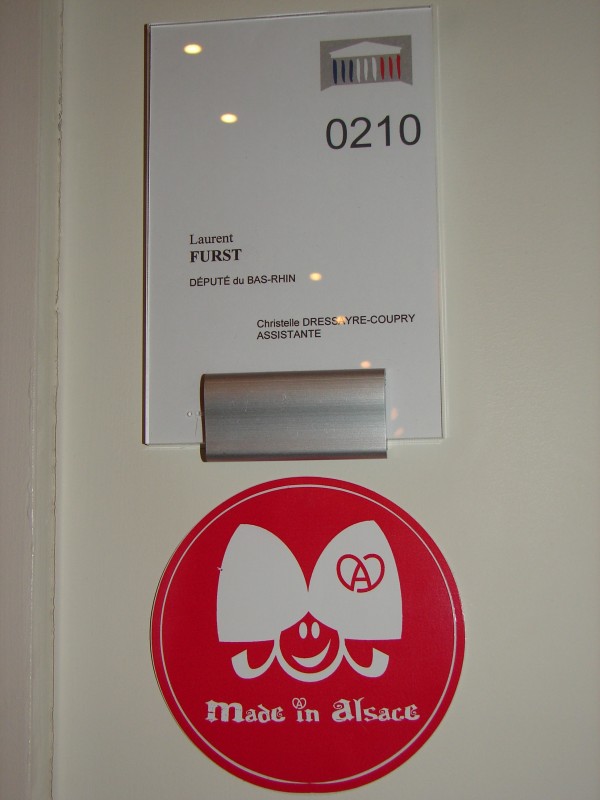 0210
Laurent
FURST
DÉPUTÉ du BAS-RHIN
Christelle DRESSAYRE-COUPRY
ASSISTANTE
A
Made in Alsace